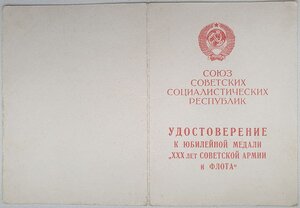 СОЮЗ
СОВЕТСКИХ
СОЦИАЛИСТИЧЕСКИХ
РЕСПУБЛИК
УДОСТОВЕРЕНИЕ
К ЮБИЛЕЙНОЙ МЕДАЛИ
„XXX ЛЕТ СОВЕТСКОЙ АРМИИ
И ФЛОТА“